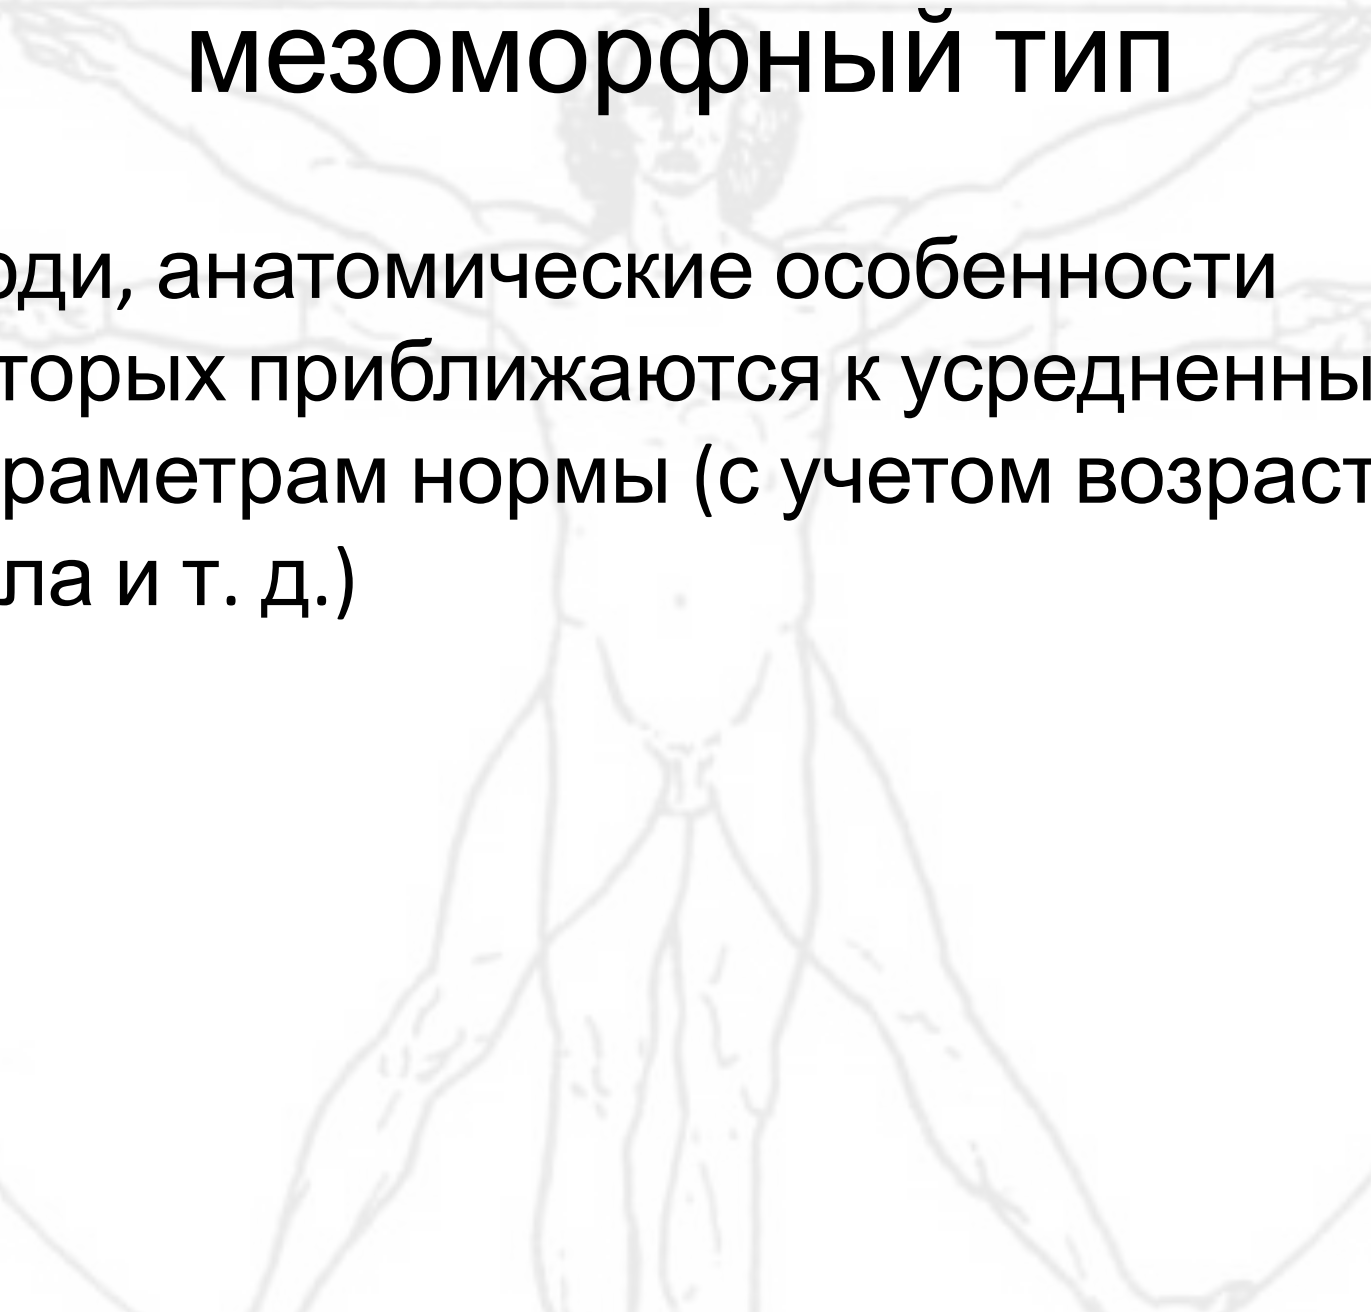 мезоморфный тип
оди, анатомические особенности
торых приближаются к усредненны
раметрам нормы (с учетом возраст
ла и т. д.)